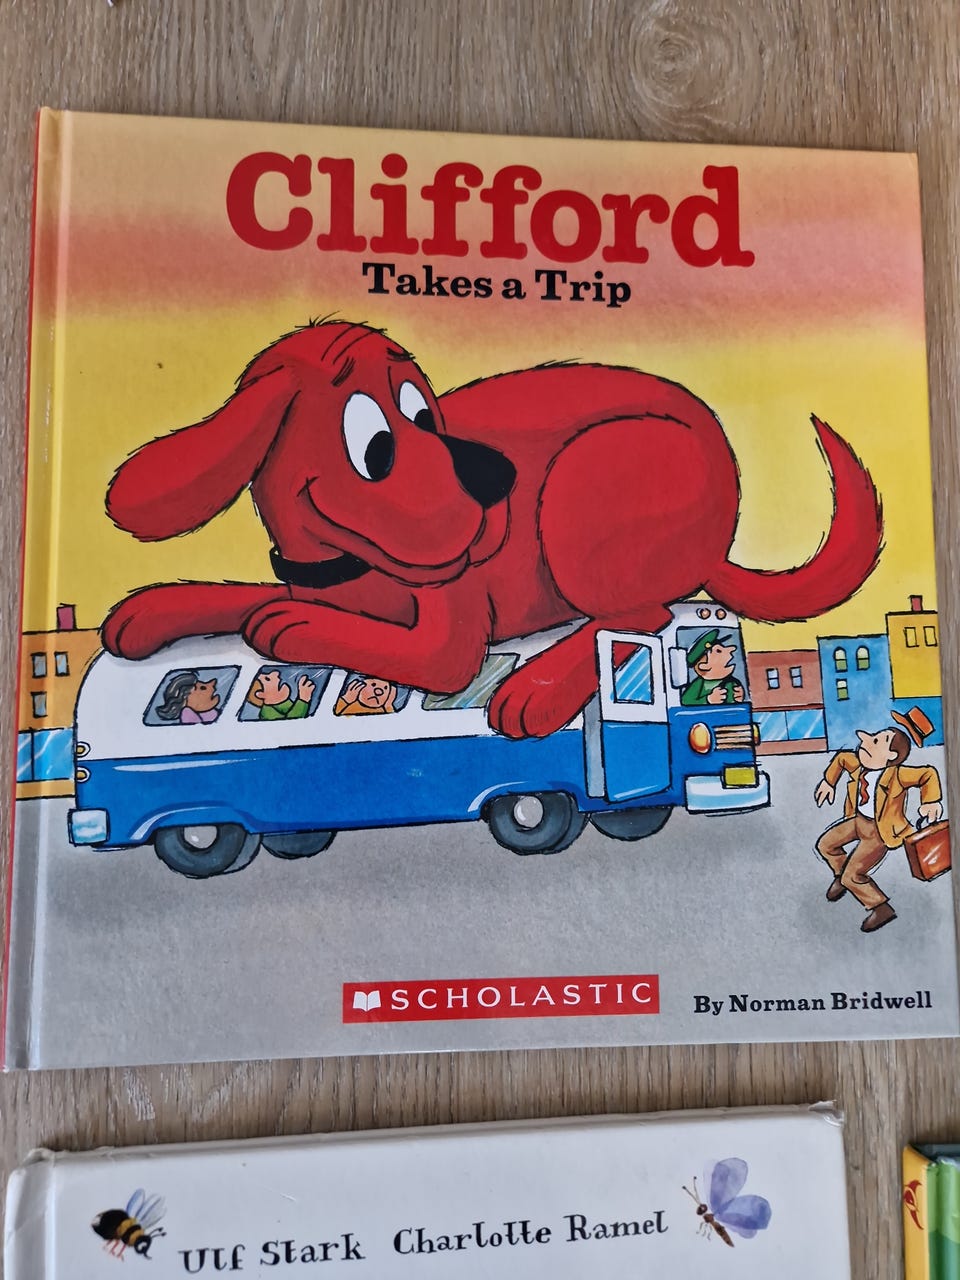 Clifford
Takes a Trip
SCHOLASTIC
By Norman Bridwell
Ulf Stark Charlotte Ramel